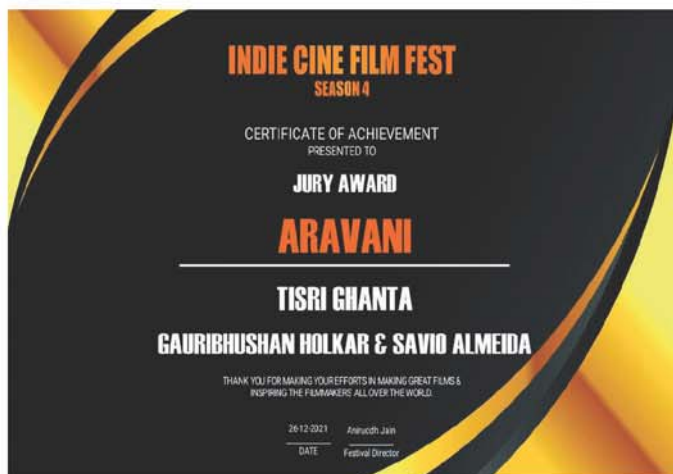 INDIE CINE FILM FEST
SEASON 4
CERTIFICATE OF ACHIEVEMENT
PRESENTED TO
JURY AWARD
ARAVANI
TISRI GHANTA
GAURIBHUSHAN HOLKAR & SAVIO ALMEIDA
THANK YOU FOR MAKING YOUR EFFORTS IN MAKING GREAT FILMS &
INSPIRING THE FILMMAKERS ALL OVER THE WORLD.
26-12-2021 Aniruddh Jain
DATE Festival Director